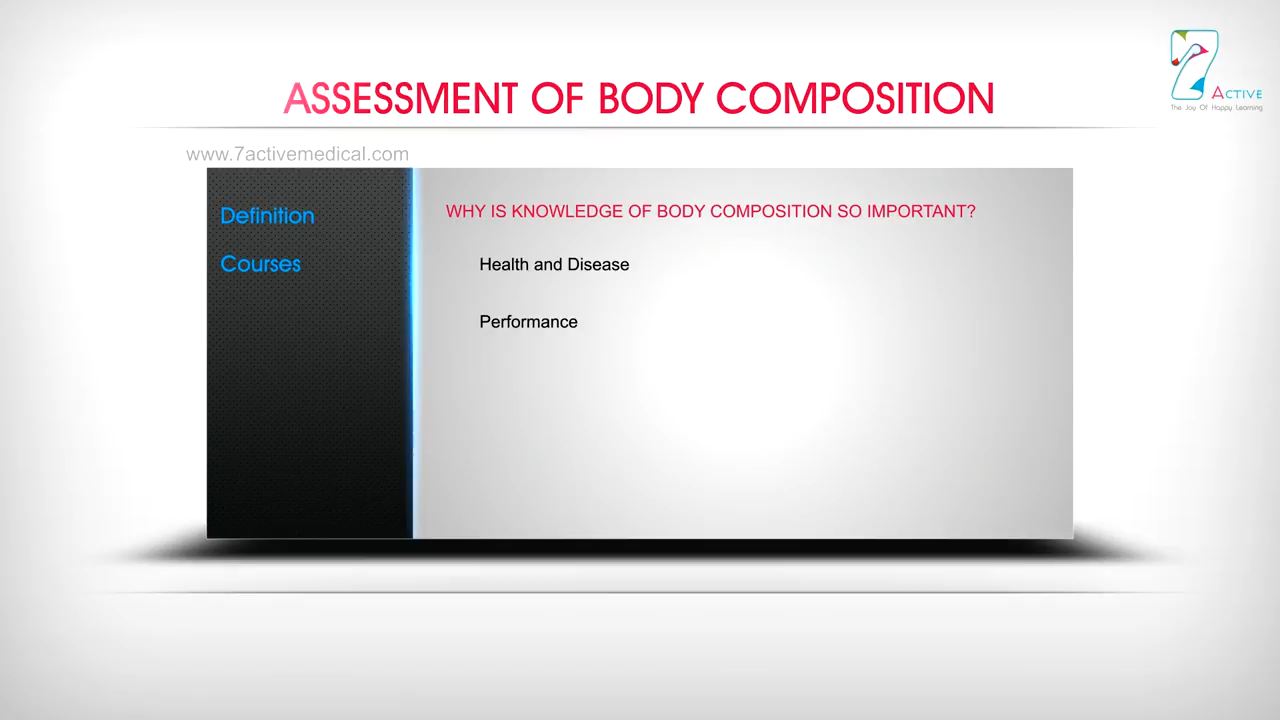 ASSESSMENT OF BODY COMPOSITION
7 ACTIVE
The Joy Of Happy Learning
www.7activemedical.com
Definition
Courses
WHY IS KNOWLEDGE OF BODY COMPOSITION SO IMPORTANT?
Health and Disease
Performance